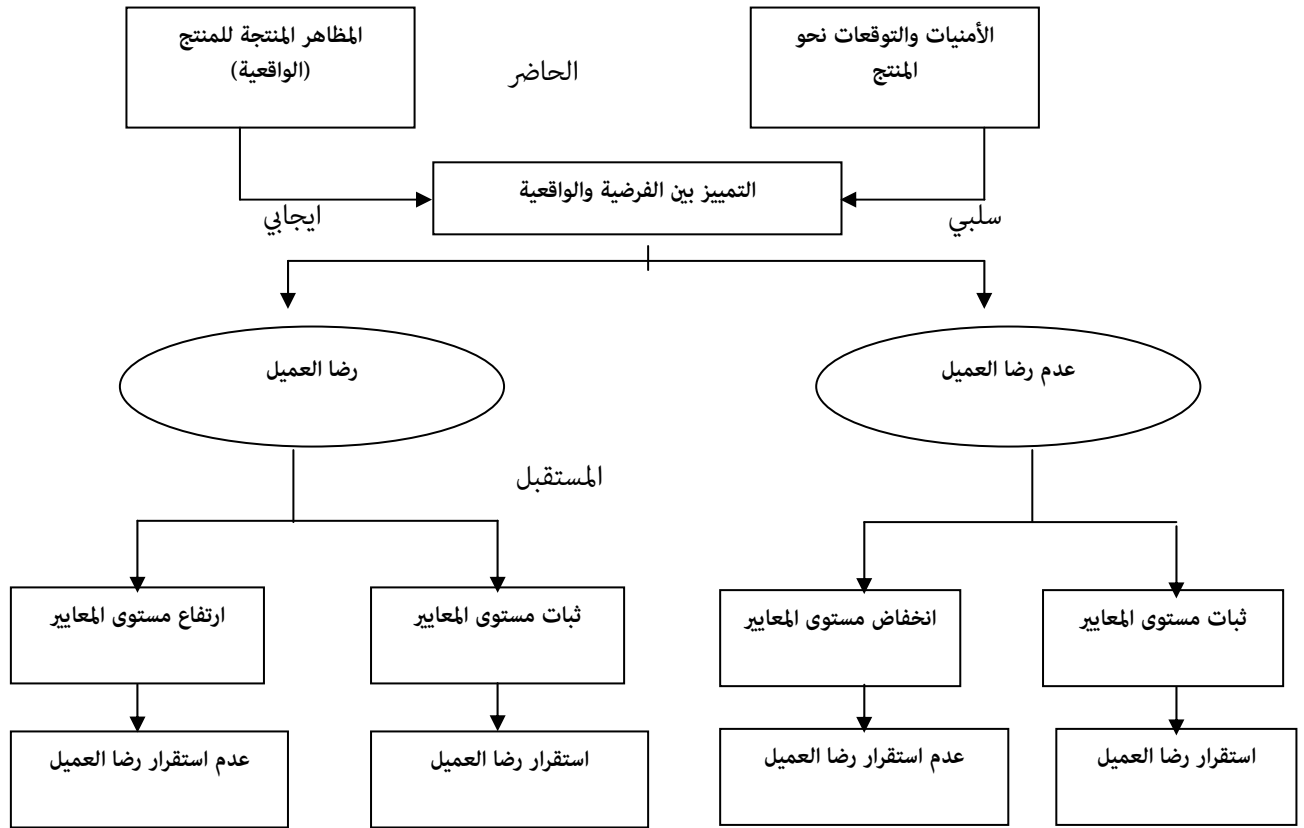 الأمنيات والتوقعات نحو
المنتج
الحاضر
المظاهر المنتجة للمنتج
(الواقعية)
التمييز بين الفرضية والواقعية
سلبي
ايجابي
عدم رضا العميل
رضا العميل
المستقبل
ثبات مستوى المعايير
انخفاض مستوى المعايير
ثبات مستوى المعايير
ارتفاع مستوى المعايير
استقرار رضا العميل
عدم استقرار رضا العميل
استقرار رضا العميل
عدم استقرار رضا العميل